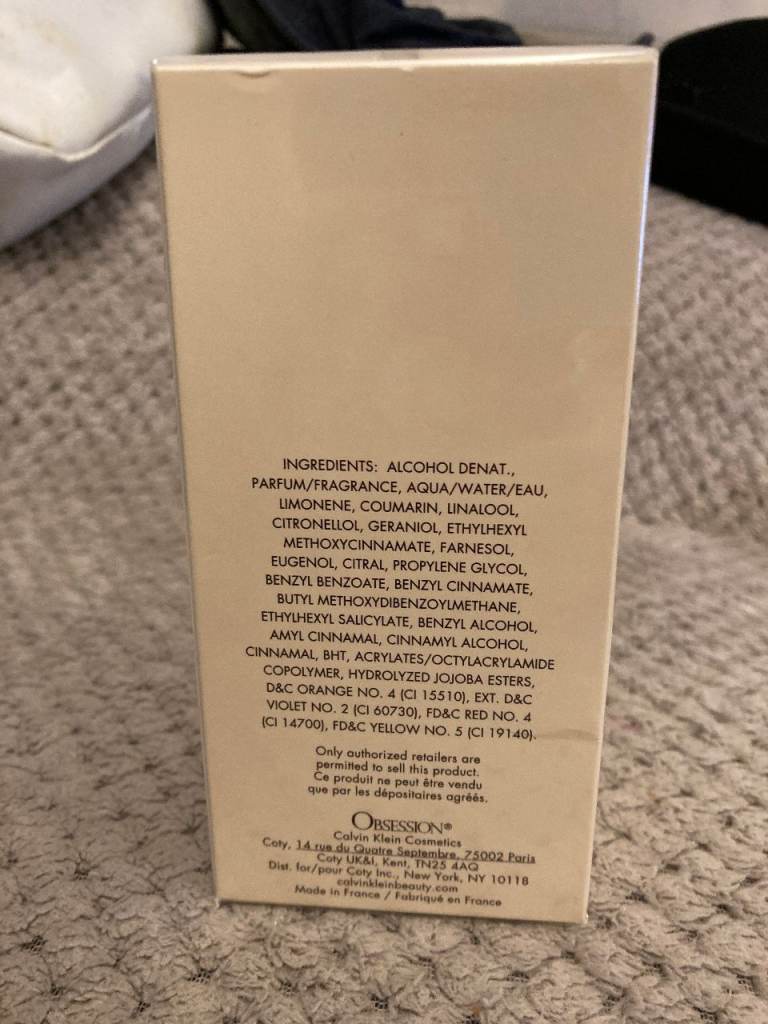 INGREDIENTS: ALCOHOL DENAT.,
PARFUM/FRAGRANCE, AQUA/WATER/EAU,
LIMONENE, COUMARIN, LINALOOL,
CITRONELLOL, GERANIOL, ETHYLHEXYL
METHOXYCINNAMATE, FARNESOL,
EUGENOL, CITRAL, PROPYLENE GLYCOL,
BENZYL BENZOATE, BENZYL CINNAMATE,
BUTYL METHOXYDIBENZOYLMETHANE,
ETHYLHEXYL SALICYLATE, BENZYL ALCOHOL,
AMYL CINNAMAL, CINNAMYL ALCOHOL,
CINNAMAL, BHT, ACRYLATES/OCTYLACRYLAMIDE
COPOLYMER, HYDROLYZED JOJOBA ESTERS,
D&C ORANGE NO. 4 (CI 15510), EXT. D&C
VIOLET NO. 2 (CI 60730), FD&C RED NO. 4
(CI 14700), FD&C YELLOW NO. 5 (CI 19140).
Only authorized retailers are
permitted to sell this product.
Ce produit ne peut être vendu
que par les dépositaires agréés.
OBSESSION®
Calvin Klein Cosmetics
Coty, 14 rue du Quatre Septembre, 75002 Paris
Coty UK&I, Kent, TN25 4AQ
Dist. for/pour Coty Inc., New York, NY 10118
calvinkleinbeauty.com
Made in France / Fabriqué en France